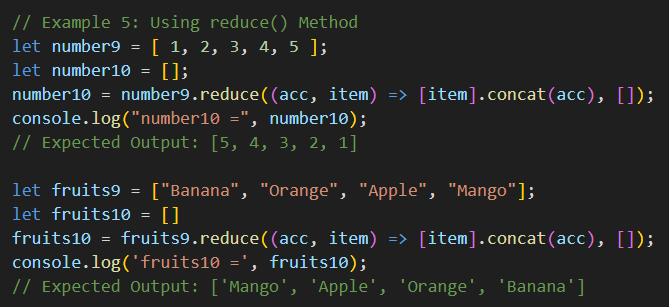 // Example 5: Using reduce() Method
let number9 = [ 1, 2, 3, 4, 5 ];
let number10 = [];
number10 = number9.reduce((acc, item) => [item].concat(acc), []);
console.log("number10 =", number10);
// Expected Output: [5, 4, 3, 2, 1]

let fruits9 = ["Banana", "Orange", "Apple", "Mango"];
let fruits10 = []
fruits10 = fruits9.reduce((acc, item) => [item].concat(acc), []);
console.log('fruits10 =', fruits10);
// Expected Output: ['Mango', 'Apple', 'Orange', 'Banana']